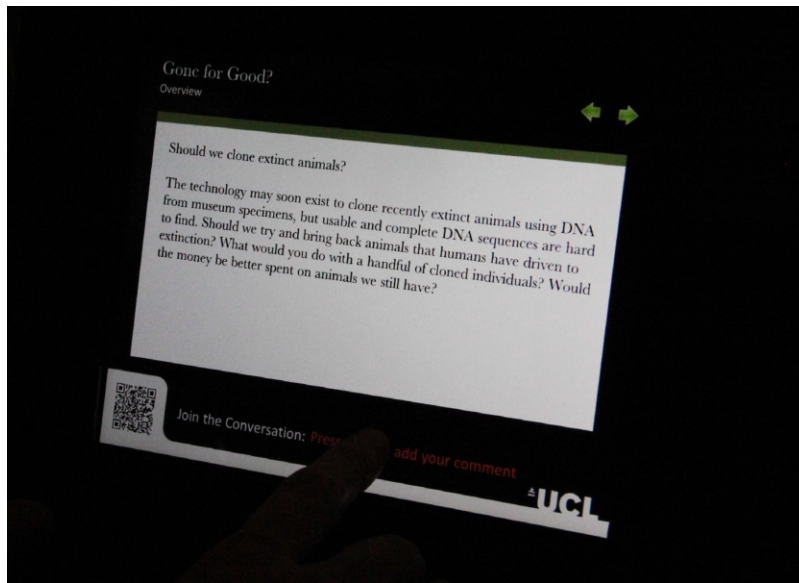 Gone for Good?
Overview
Should we clone extinct animals?
The technology may soon exist to clone recently extinct animals using DNA
from museum specimens, but usable and complete DNA sequences are hard
to find. Should we try and bring back animals that humans have driven to
extinction? What would you do with a handful of cloned individuals? Would
the money be better spent on animals we still have?
Join the Conversation: Press add your comment
UCL